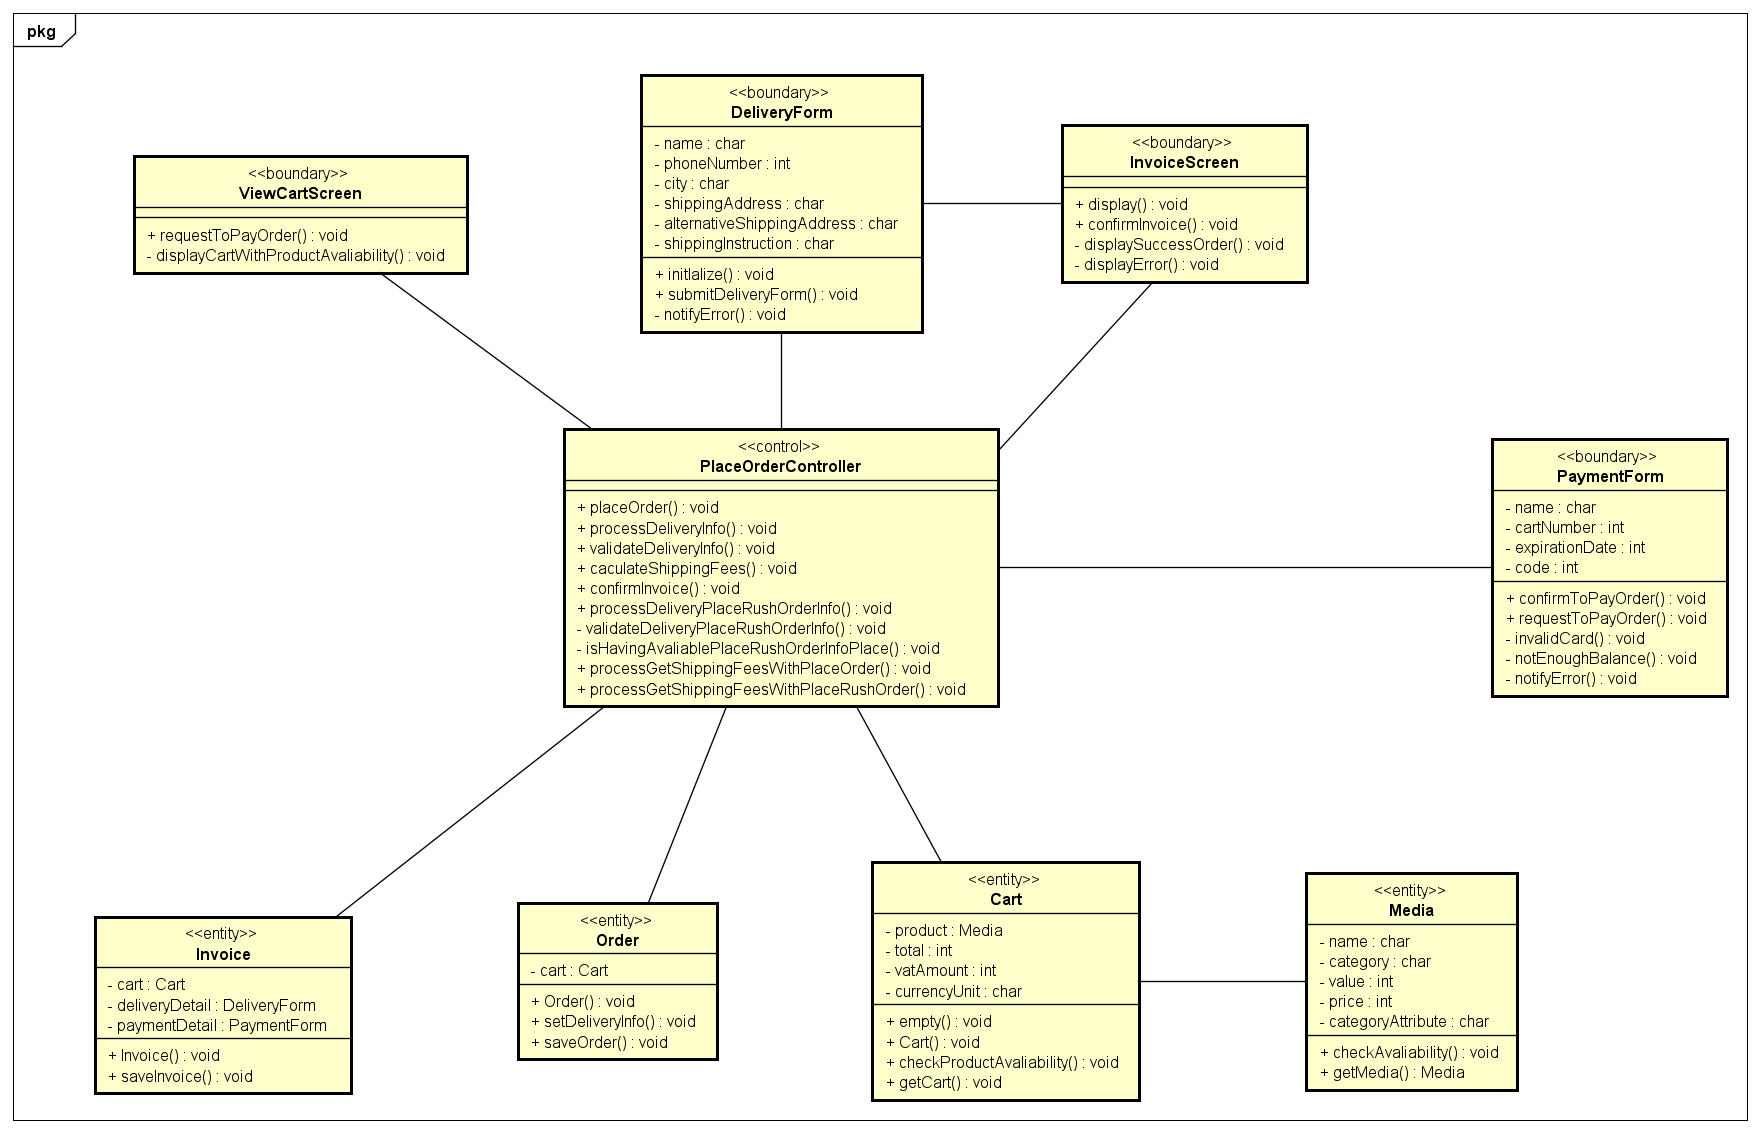 pkg
<<boundary>>
DeliveryForm
- name : char
- phoneNumber : int
- city : char
- shippingAddress : char
- alternativeShippingAddress : char
- shippingInstruction : char
+ initlalize() : void
+ submitDeliveryForm() : void
- notifyError() : void
<<boundary>>
InvoiceScreen
+ display() : void
+ confirmInvoice() : void
- displaySuccessOrder() : void
- displayError() : void
<<boundary>>
ViewCartScreen
+ requestToPayOrder() : void
- displayCartWithProductAvaliability() : void
<<control>>
PlaceOrderController
+ placeOrder() : void
+ processDeliveryInfo() : void
+ validateDeliveryInfo() : void
+ caculateShippingFees() : void
+ confirmInvoice() : void
+ processDeliveryPlaceRushOrderInfo() : void
- validateDeliveryPlaceRushOrderInfo() : void
- isHavingAvaliablePlaceRushOrderInfoPlace() : void
+ processGetShippingFeesWithPlaceOrder() : void
+ processGetShippingFeesWithPlaceRushOrder() : void
<<boundary>>
PaymentForm
- name : char
- cartNumber : int
- expirationDate : int
- code : int
+ confirmToPayOrder() : void
+ requestToPayOrder() : void
- invalidCard() : void
- notEnoughBalance() : void
- notifyError() : void
<<entity>>
Invoice
- cart : Cart
- deliveryDetail : DeliveryForm
- paymentDetail : PaymentForm
+ Invoice() : void
+ saveInvoice() : void
<<entity>>
Order
- cart : Cart
+ Order() : void
+ setDeliveryInfo() : void
+ saveOrder() : void
<<entity>>
Cart
- product : Media
- total : int
- vatAmount : int
- currencyUnit : char
+ empty() : void
+ Cart() : void
+ checkProductAvaliability() : void
+ getCart() : void
<<entity>>
Media
- name : char
- category : char
- value : int
- price : int
- categoryAttribute : char
+ checkAvaliability() : void
+ getMedia() : Media